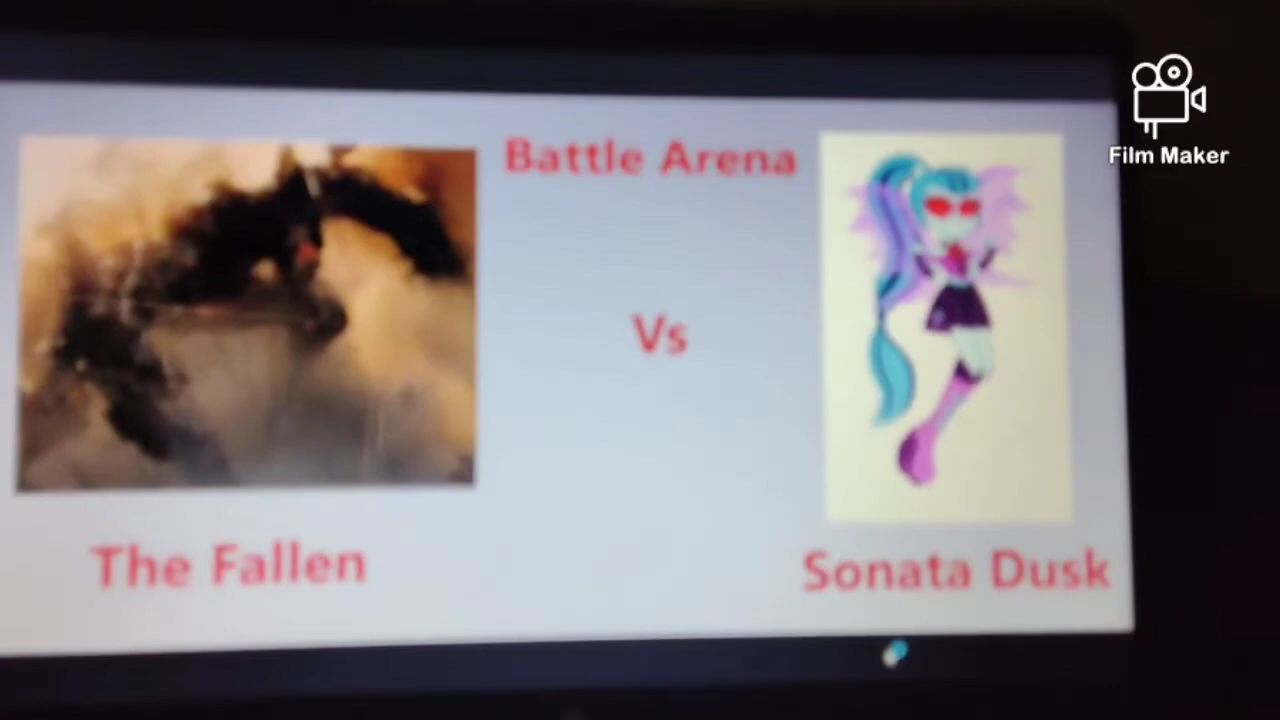 Battle Arena
Vs
The Fallen
Sonata Dusk
Film Maker